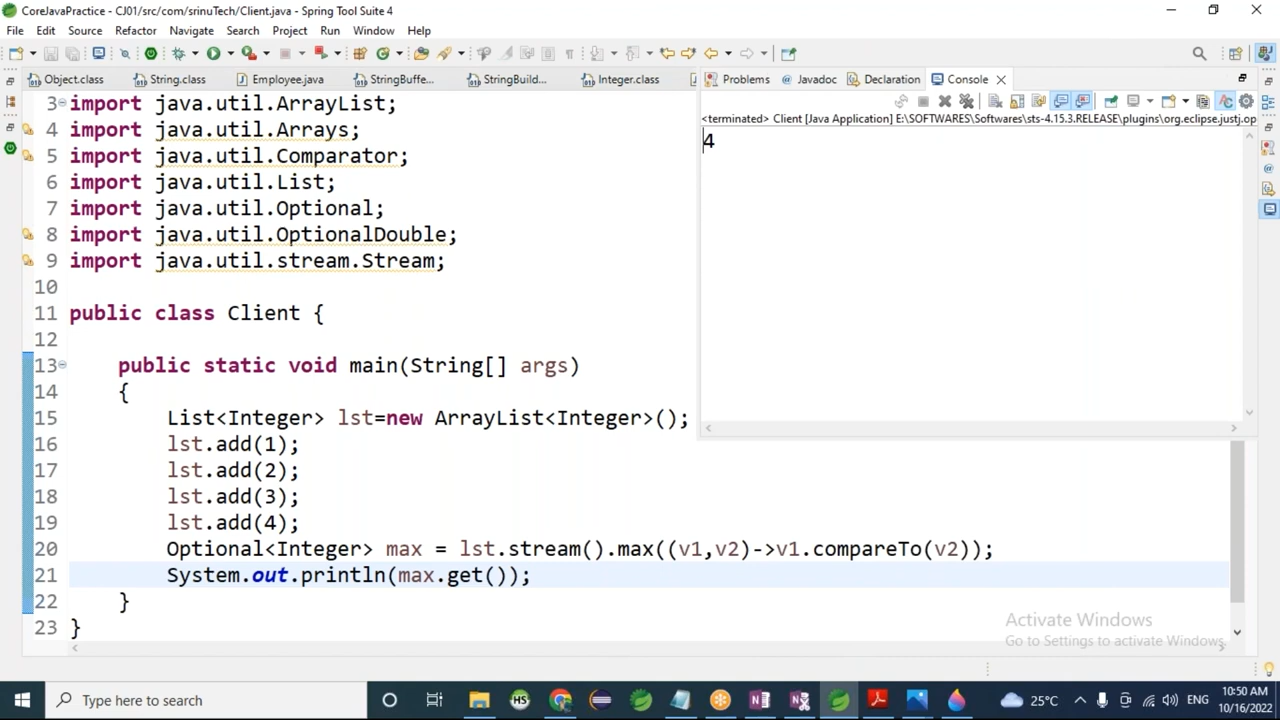 CoreJavaPractice - CJ01/src/com/srinuTech/Client.java - Spring Tool Suite 4
File Edit Source Refactor Navigate Search Project Run Window Help
Object.class String.class Employee.java StringBuffe... StringBuild... Integer.class
Problems Javadoc Declaration Console
<terminated> Client [Java Application] E:\SOFTWARES\Softwares\sts-4.15.3.RELEASE\plugins\org.eclipse.justj.op
4
3 import java.util.ArrayList;
4 import java.util.Arrays;
5 import java.util.Comparator;
6 import java.util.List;
7 import java.util.Optional;
8 import java.util.OptionalDouble;
9 import java.util.stream.Stream;
10
11 public class Client {
12
13 public static void main(String[] args)
14 {
15 List<Integer> lst=new ArrayList<Integer>();
16 lst.add(1);
17 lst.add(2);
18 lst.add(3);
19 lst.add(4);
20 Optional<Integer> max = lst.stream().max((v1,v2)->v1.compareTo(v2));
21 System.out.println(max.get());
22 }
23 }
Activate Windows
Go to Settings to activate Windows.
Type here to search
HS
25°C
ENG
10:50 AM
10/16/2022